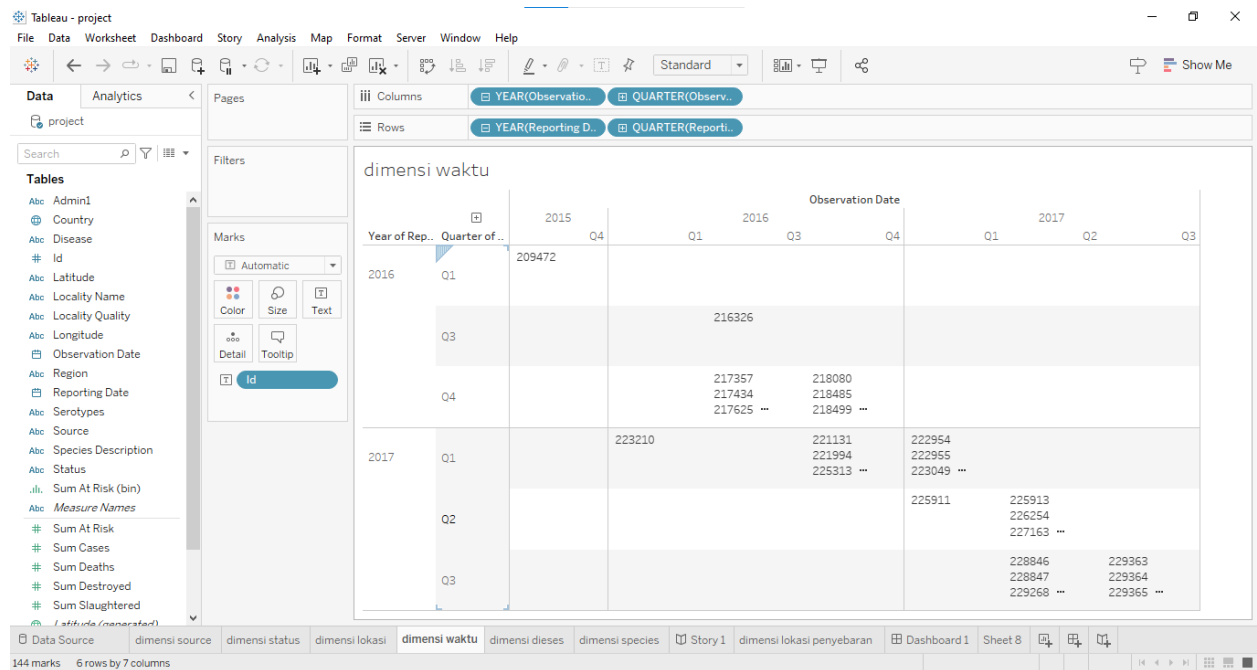 Tableau - project
File Data Worksheet Dashboard Story Analysis Map Format Server Window Help
Standard
Show Me
Data Analytics
project
Search
Tables
Abc Admin1
Country
Abc Disease
# Id
Abc Latitude
Abc Locality Name
Abc Locality Quality
Abc Longitude
Observation Date
Abc Region
Reporting Date
Abc Serotypes
Abc Source
Abc Species Description
Abc Status
Sum At Risk (bin)
Abc Measure Names
# Sum At Risk
# Sum Cases
# Sum Deaths
# Sum Destroyed
# Sum Slaughtered
Latitude (generated)
Pages
Filters
Marks
T Automatic
Color Size Text
Detail Tooltip
T Id
Columns YEAR(Observatio.. QUARTER(Observ..
Rows YEAR(Reporting D.. QUARTER(Reporti..
dimensi waktu
Observation Date
2015 2016 2017
Year of Rep.. Quarter of .. Q4 Q1 Q3 Q4 Q1 Q2 Q3
2016 Q1 209472
Q3 216326
Q4
217357 218080
217434 218485
217625 ... 218499 ...
2017 Q1
223210 221131 222954
221994 222955
225313 ... 223049 ...
Q2
225911 225913
226254
227163 ...
Q3
228846 229363
228847 229364
229268 ... 229365 ...
Data Source dimensi source dimensi status dimensi lokasi dimensi waktu dimensi dieses dimensi species Story 1 dimensi lokasi penyebaran Dashboard 1 Sheet 8
144 marks 6 rows by 7 columns